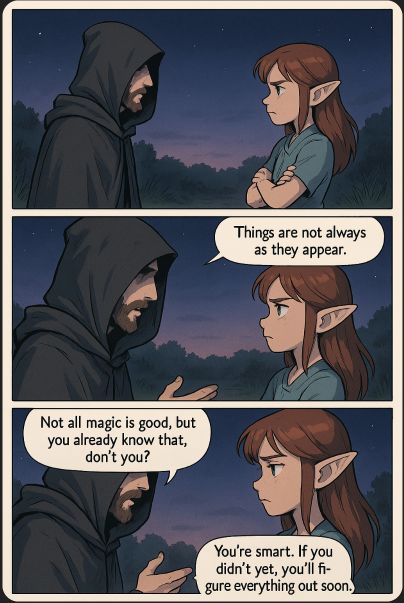 Things are not always
as they appear.
Not all magic is good, but
you already know that,
don't you?
You're smart. If you
didn't yet, you'll fi-
gure everything out soon.